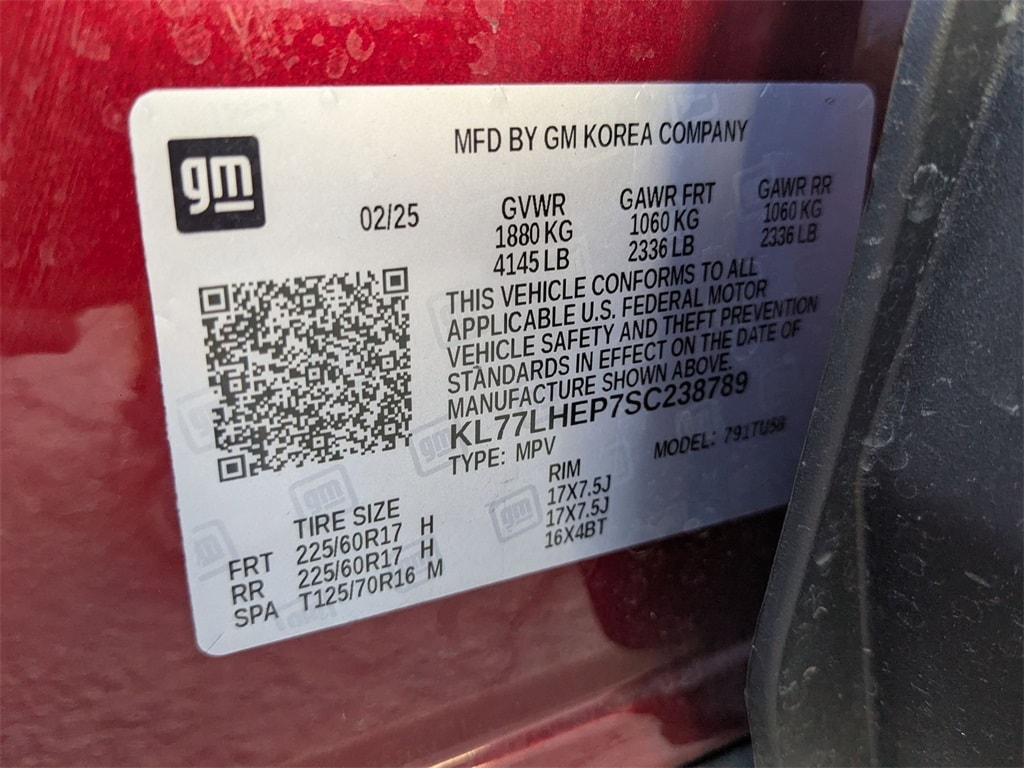 gm
MFD BY GM KOREA COMPANY
02/25
GVWR
1880 KG
4145 LB
GAWR FRT
1060 KG
2336 LB
GAWR RR
1060 KG
2336 LB
THIS VEHICLE CONFORMS TO ALL
APPLICABLE U.S. FEDERAL MOTOR
VEHICLE SAFETY AND THEFT PREVENTION
STANDARDS IN EFFECT ON THE DATE OF
MANUFACTURE SHOWN ABOVE.
KL77LHEP7SC238789
TYPE: MPV MODEL: 791TU58
TIRE SIZE RIM
FRT 225/60R17 H 17X7.5J
RR 225/60R17 H 17X7.5J
SPA T125/70R16 M 16X4BT
gm
gm
gm